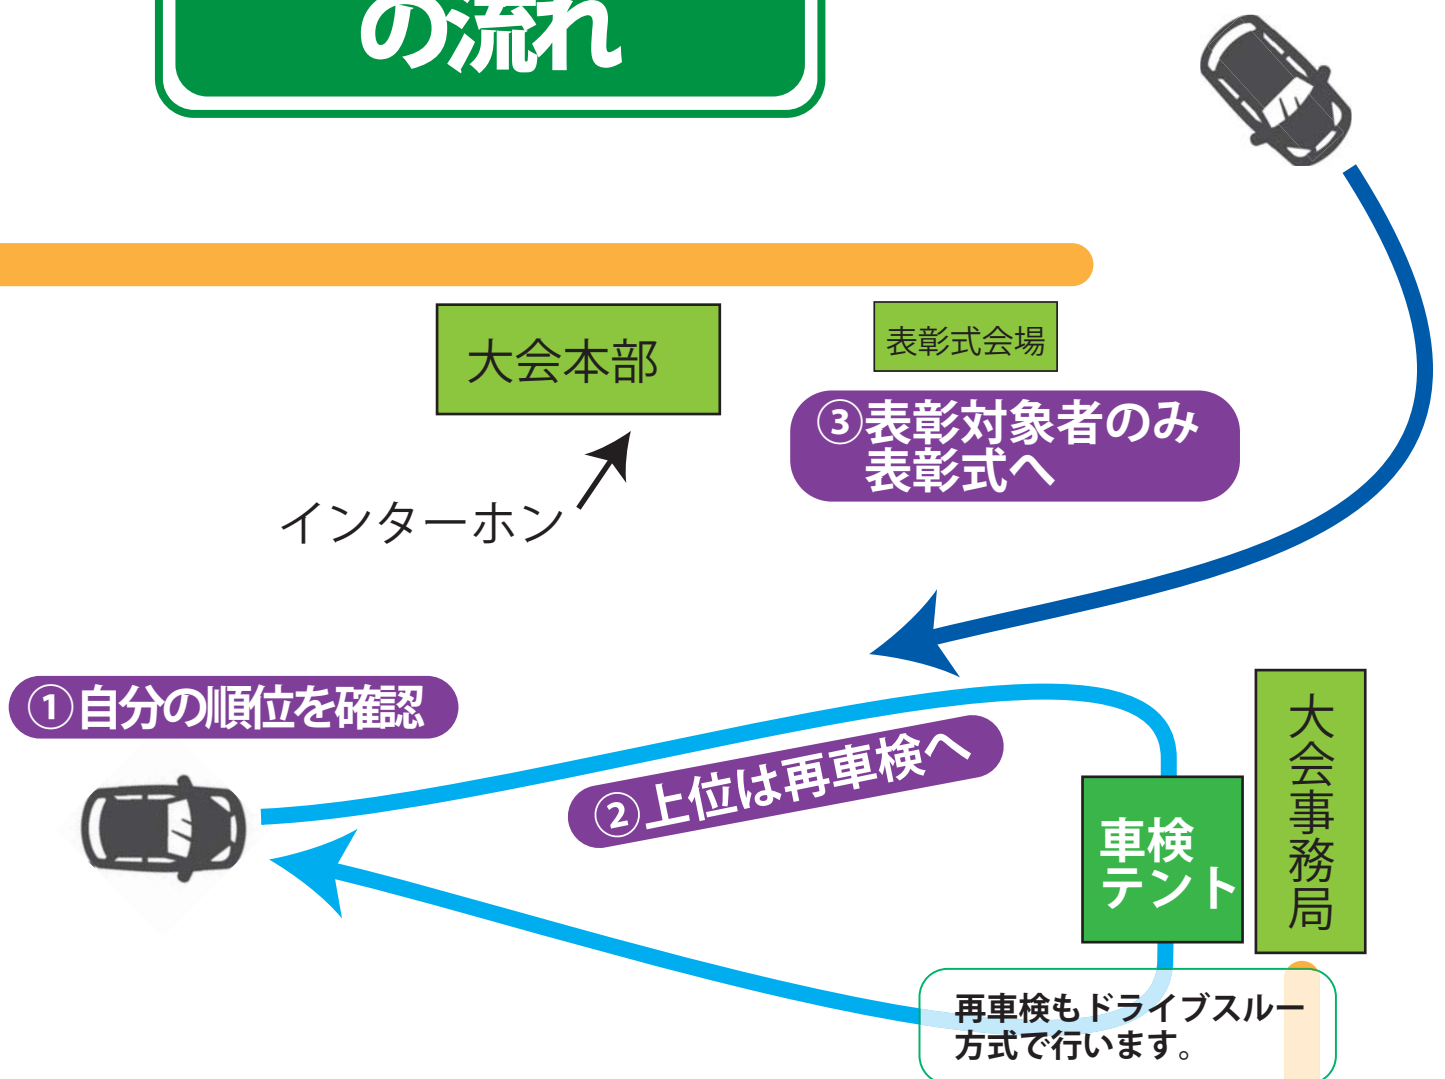 の流れ
大会本部
表彰式会場
③表彰対象者のみ
表彰式へ
インターホン
①自分の順位を確認
②上位は再車検へ
車検
テント
大会事務局
再車検もドライブスルー
方式で行います。